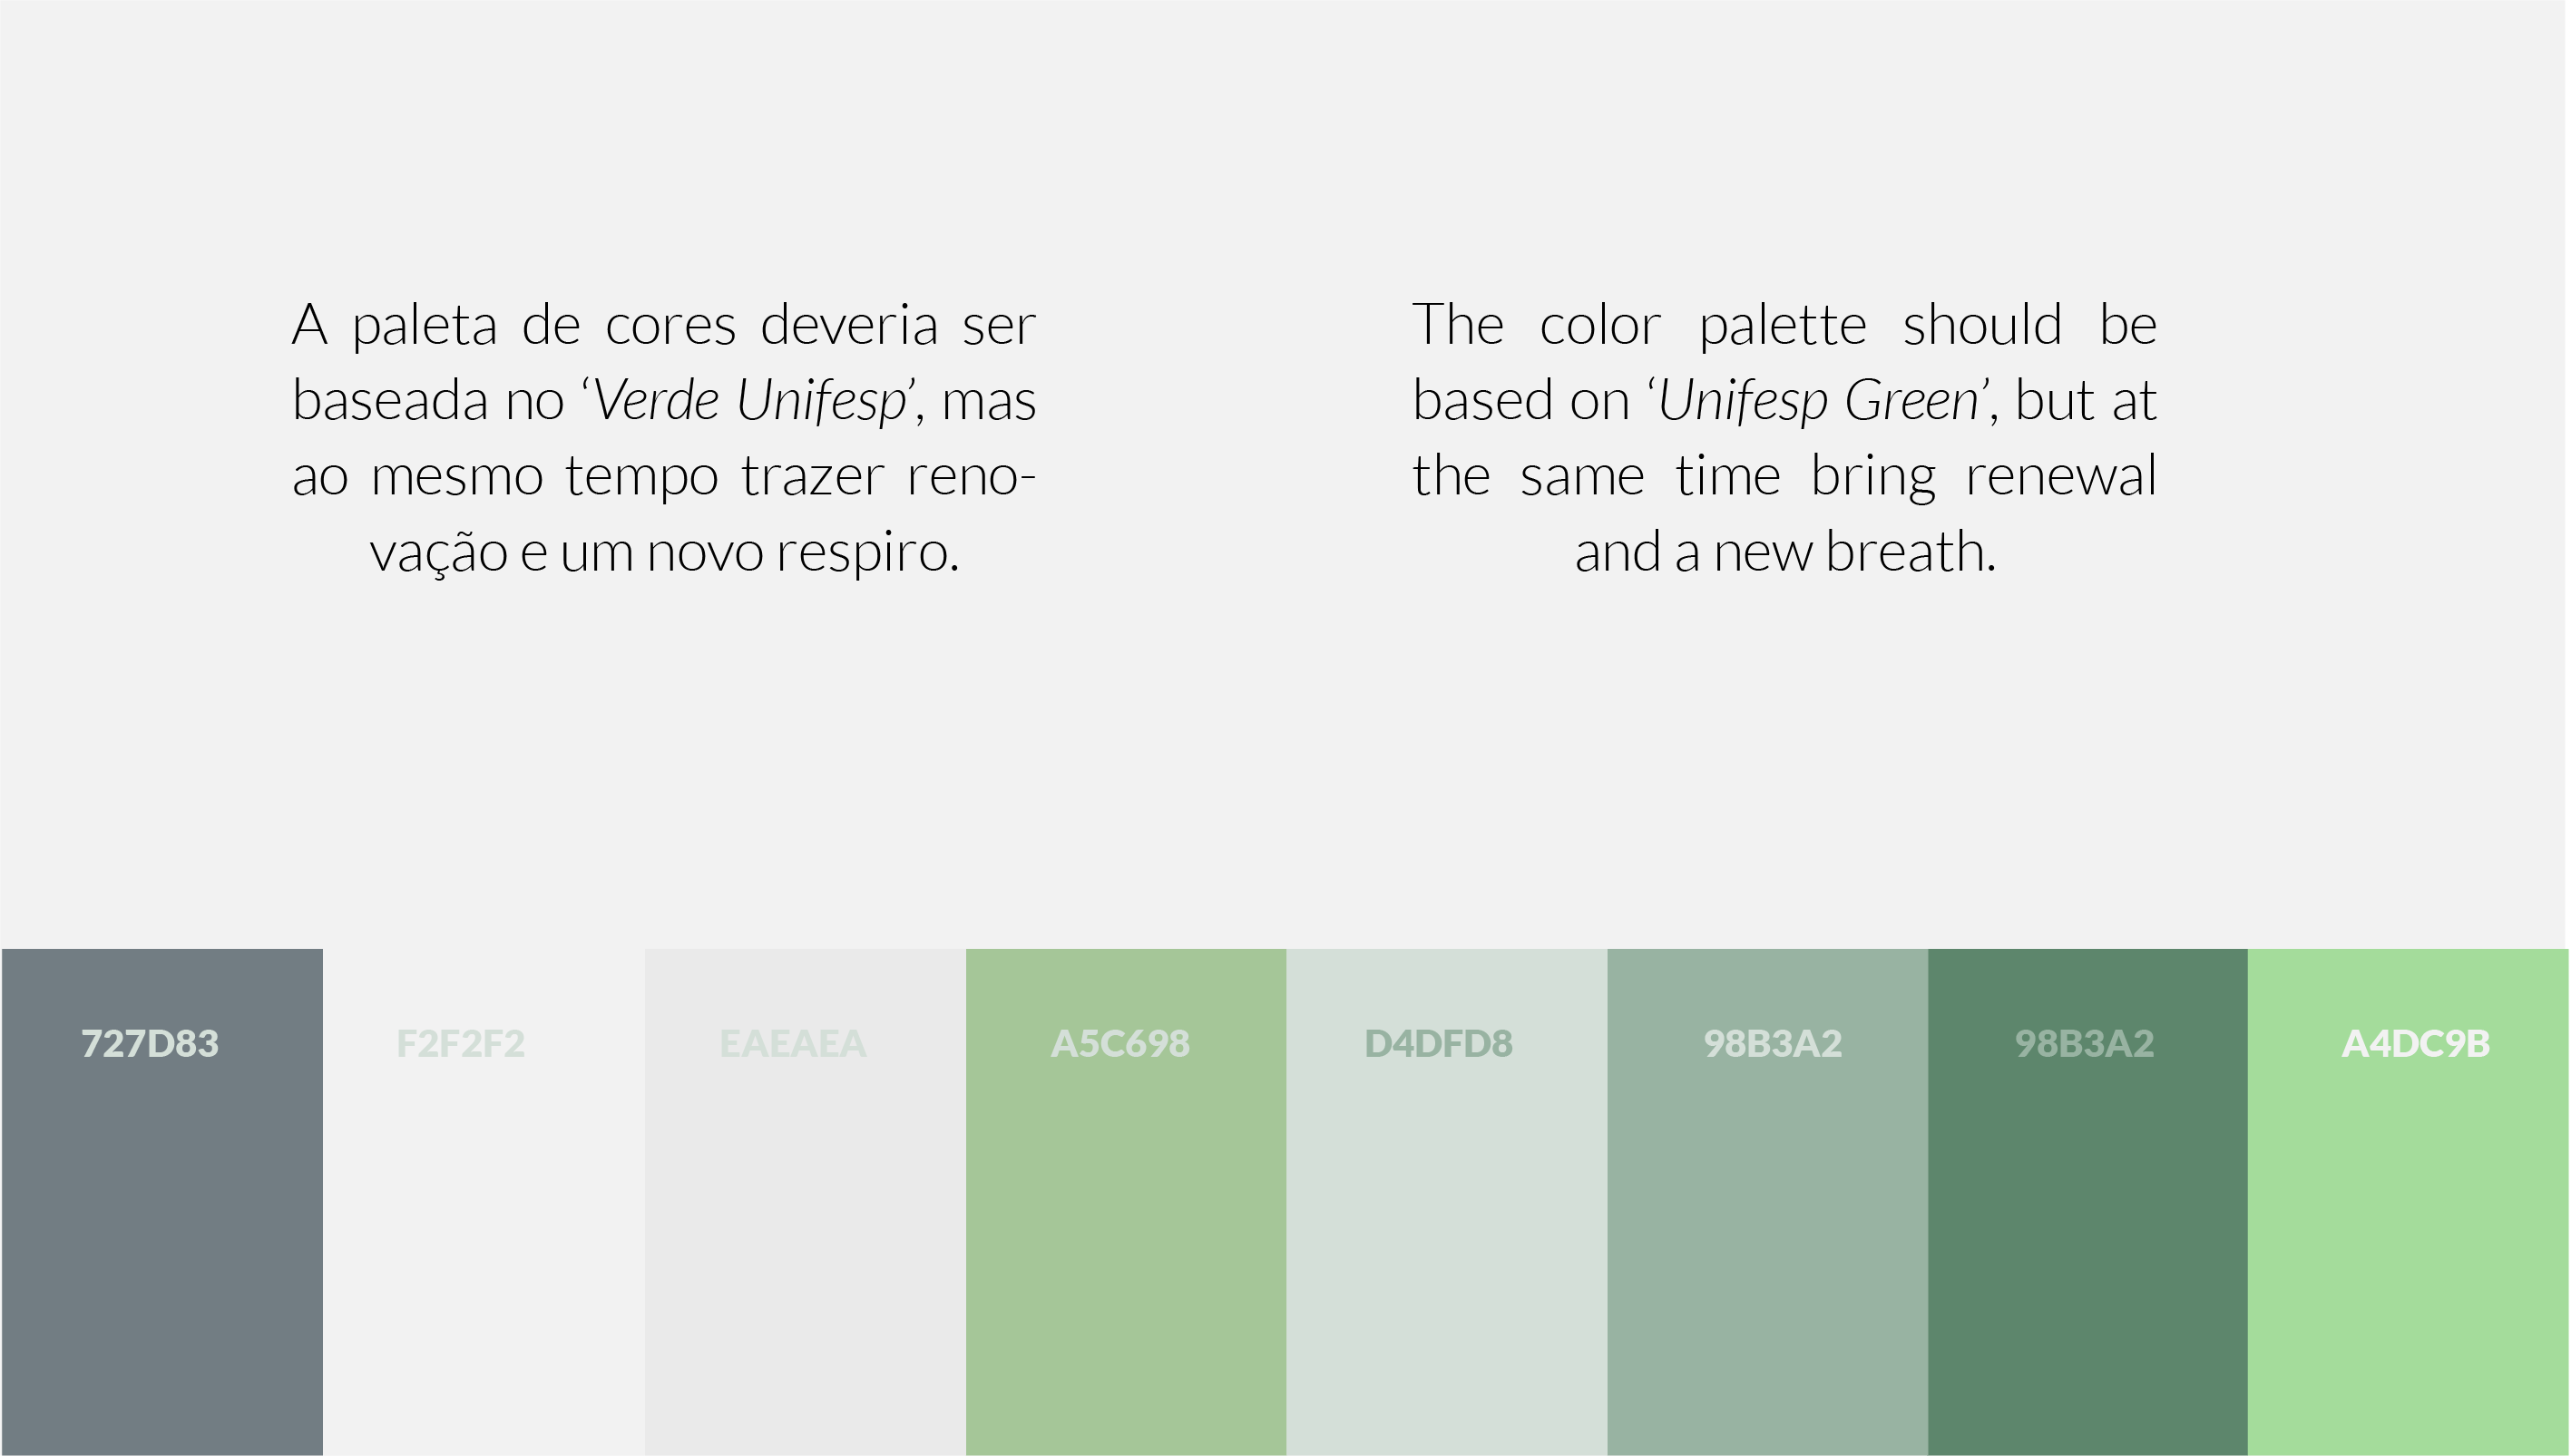 A paleta de cores deveria ser
baseada no ‘Verde Unifesp’, mas
ao mesmo tempo trazer reno-
vação e um novo respiro.
The color palette should be
based on ‘Unifesp Green’, but at
the same time bring renewal
and a new breath.
727D83
F2F2F2
EAEAEA
A5C698
D4DFD8
98B3A2
98B3A2
A4DC9B